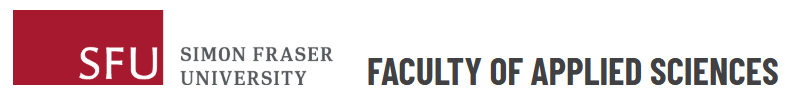 SFU
SIMON FRASER
UNIVERSITY
FACULTY OF APPLIED SCIENCES